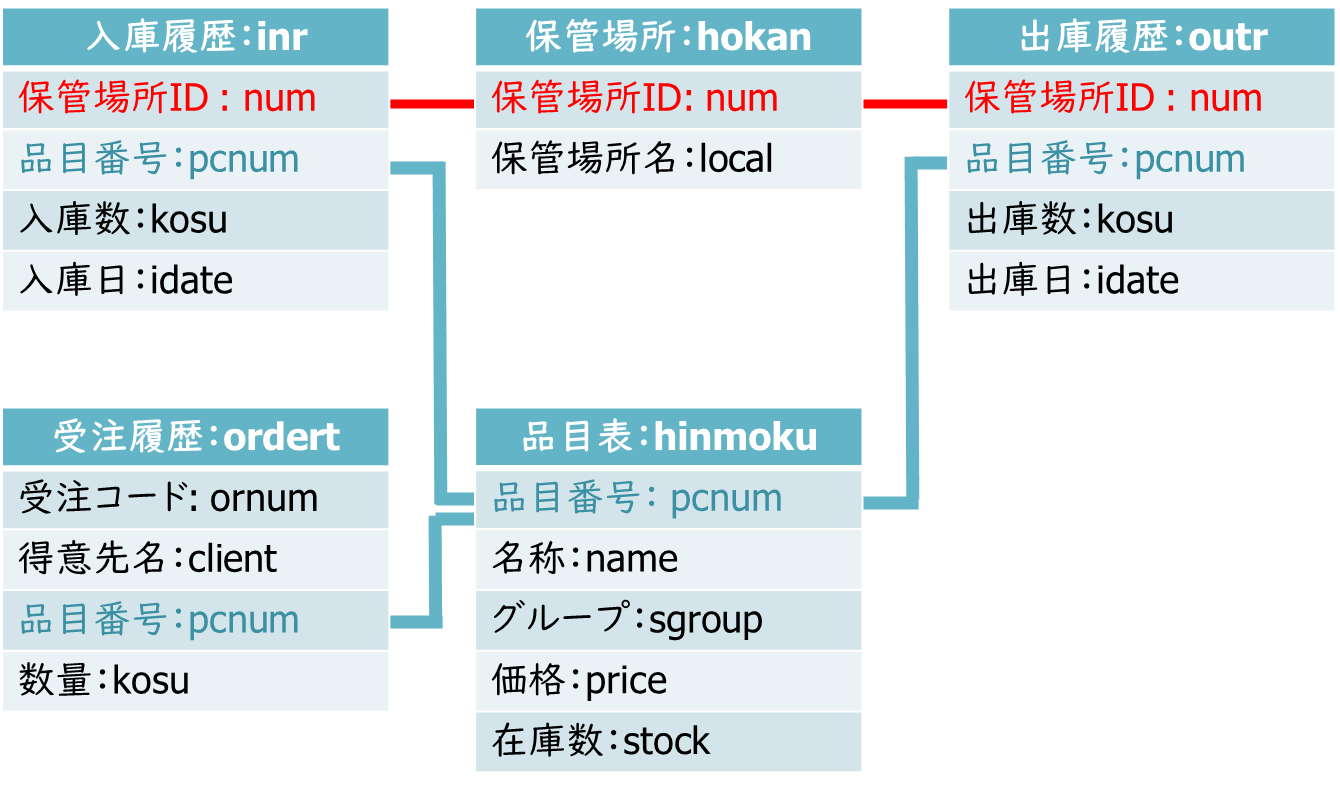 入庫履歴：inr
保管場所ID : num
品目番号：pcnum
入庫数：kosu
入庫日：idate
保管場所：hokan
保管場所ID: num
保管場所名：local
出庫履歴：outr
保管場所ID : num
品目番号：pcnum
出庫数：kosu
出庫日：idate
受注履歴：ordert
受注コード: ornum
得意先名：client
品目番号：pcnum
数量：kosu
品目表：hinmoku
品目番号： pcnum
名称：name
グループ：sgroup
価格：price
在庫数：stock